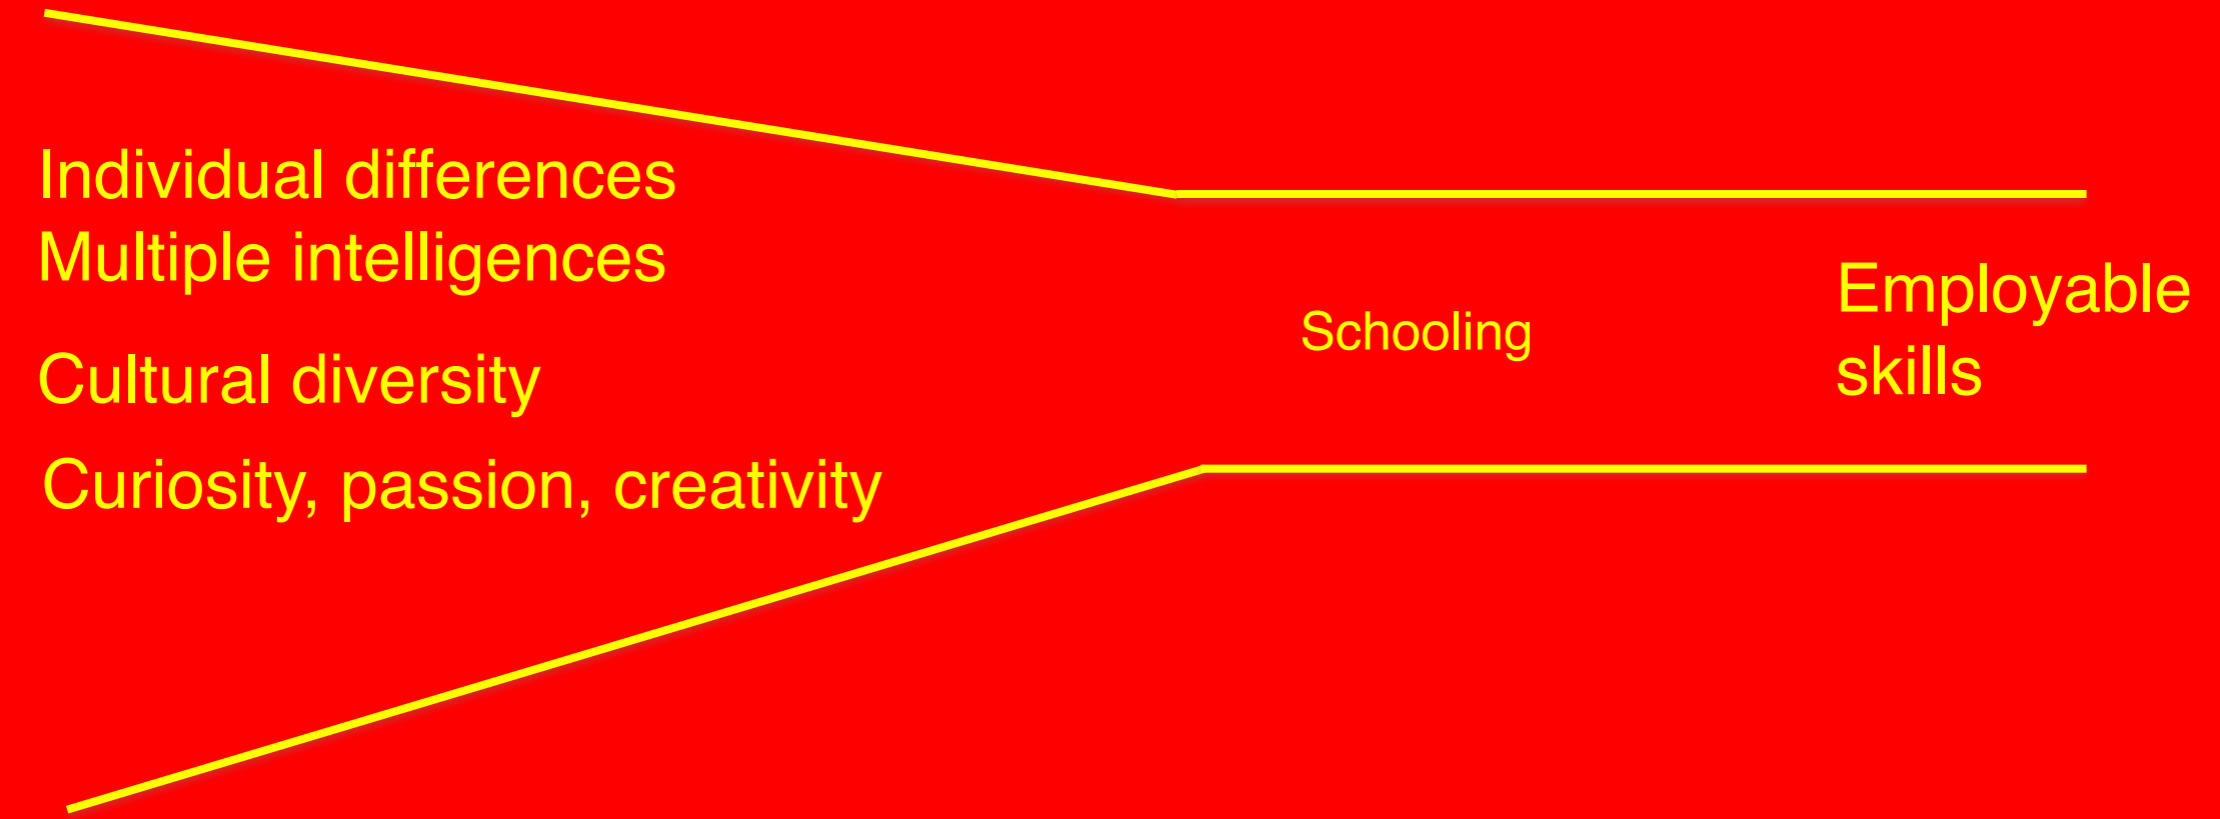 Individual differences
Multiple intelligences
Cultural diversity
Curiosity, passion, creativity
Schooling
Employable
skills